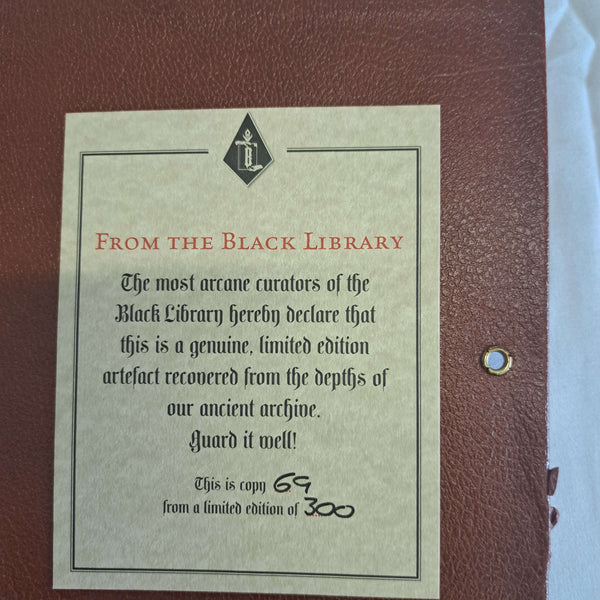 BL
FROM THE BLACK LIBRARY
The most arcane curators of the
Black Library hereby declare that
this is a genuine, limited edition
artefact recovered from the depths of
our ancient archive.
Guard it well!
This is copy 69
from a limited edition of 300